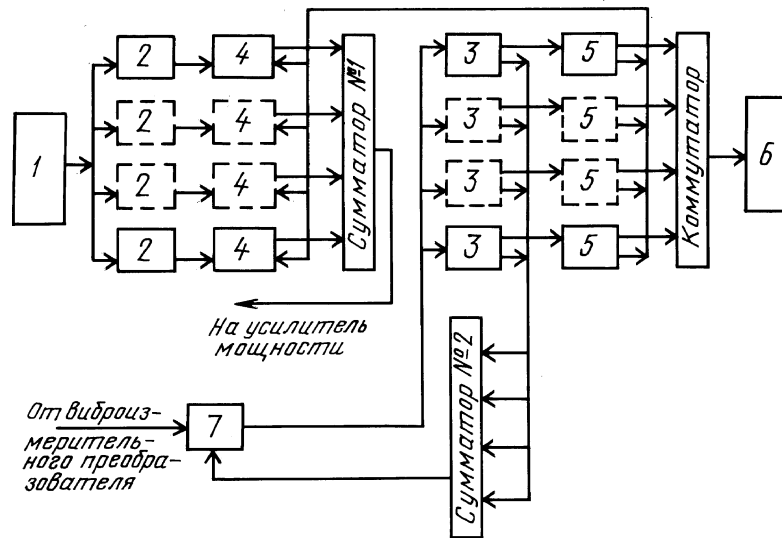 1
2
4
2
4
2
4
2
4
Сумматор №1
3
5
3
5
3
5
3
5
Коммутатор
6
На усилитель
мощности
Сумматор №2
От виброиз-
меритель-
ного преобра-
зователя
7